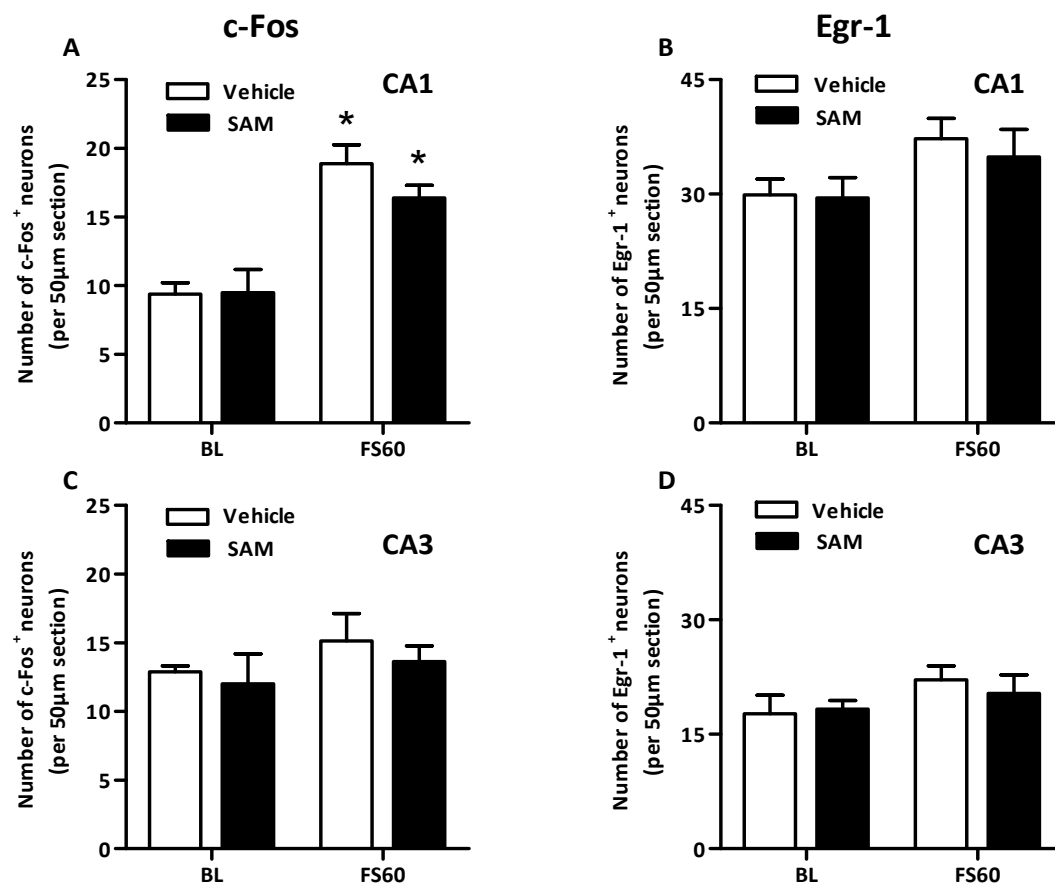 c-Fos
Egr-1
A
Number of c-Fos + neurons
(per 50µm section)
25
20
15
10
5
0
Vehicle
SAM
CA1
*
*
BL
FS60
B
Number of Egr-1 + neurons
(per 50µm section)
45
30
15
0
Vehicle
SAM
CA1
BL
FS60
C
Number of c-Fos + neurons
(per 50µm section)
25
20
15
10
5
0
Vehicle
SAM
CA3
BL
FS60
D
Number of Egr-1 + neurons
(per 50µm section)
45
30
15
0
Vehicle
SAM
CA3
BL
FS60